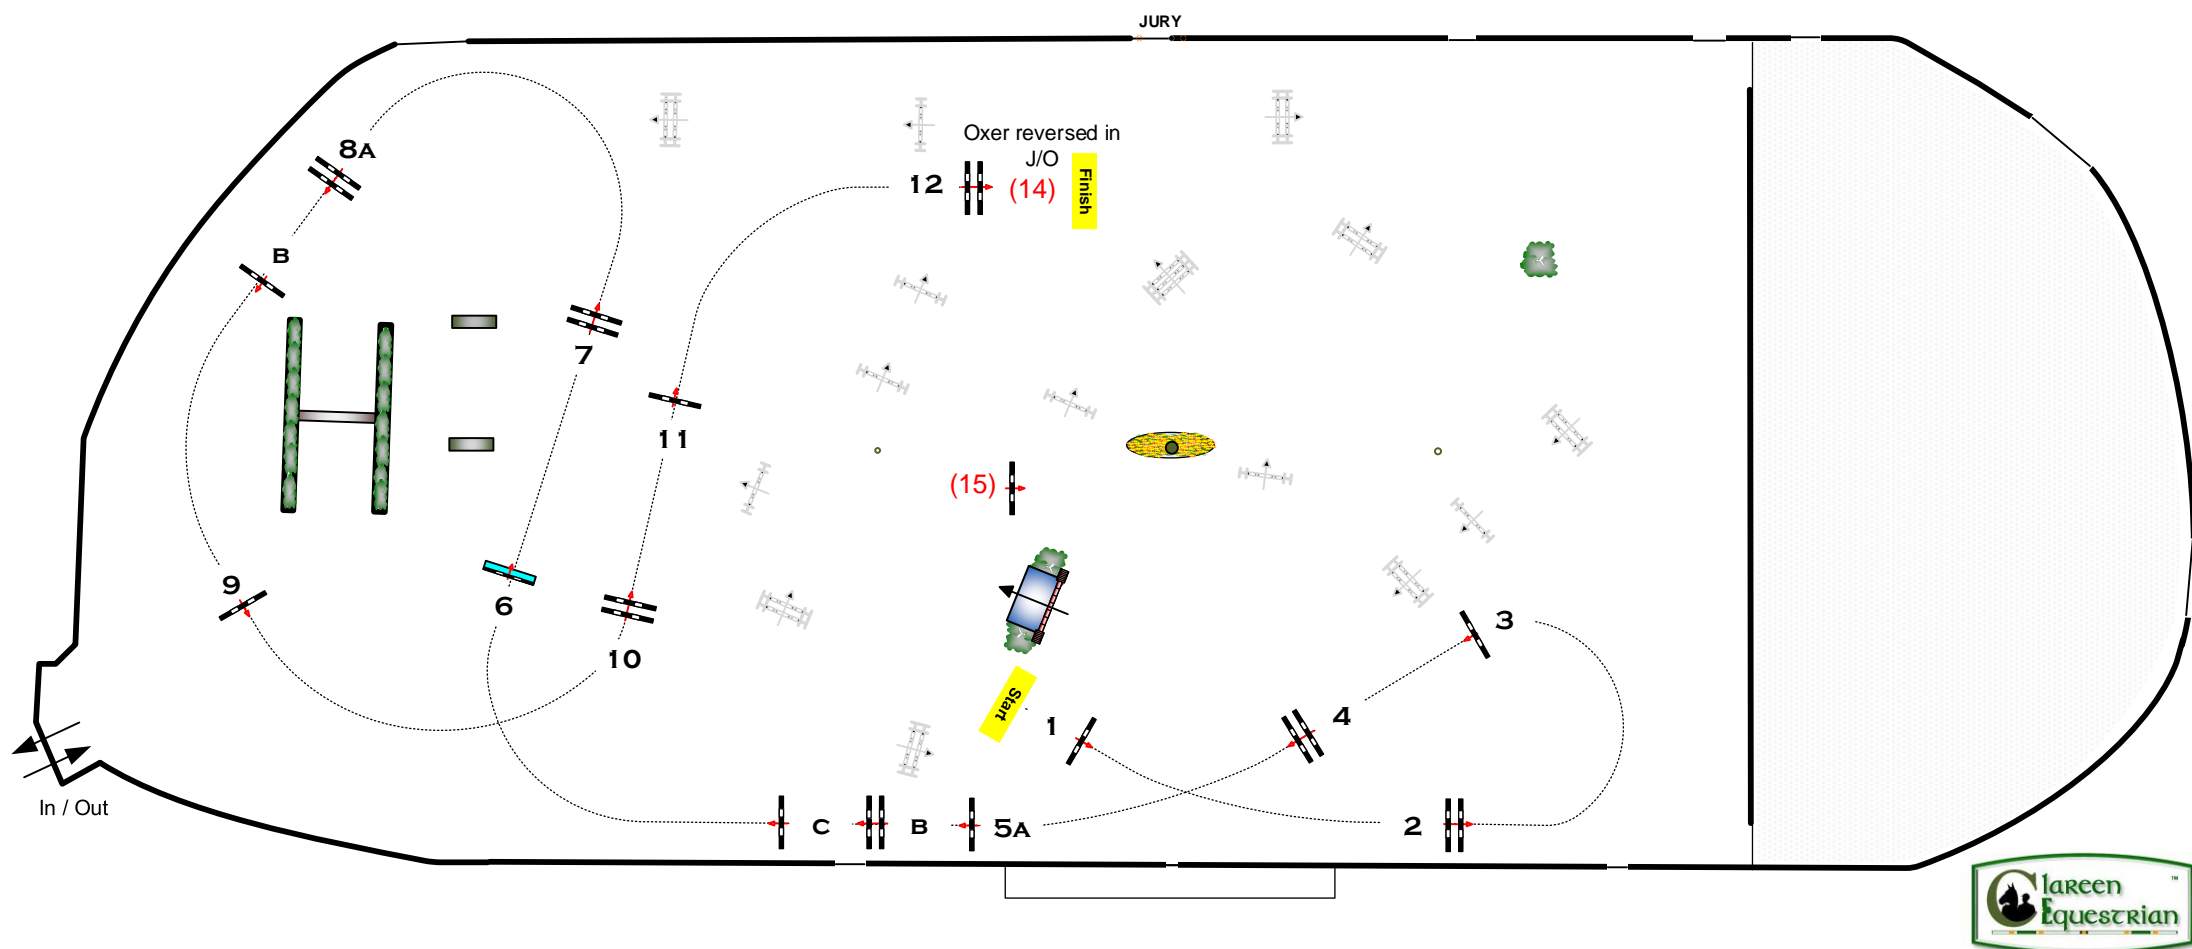 JURY
8A
Oxer reversed in
J/O
12
(14)
Finish
B
7
11
(15)
9
6
10
3
Start
1
4
C
B
5A
2
In / Out
Clareen
™
Equestrian